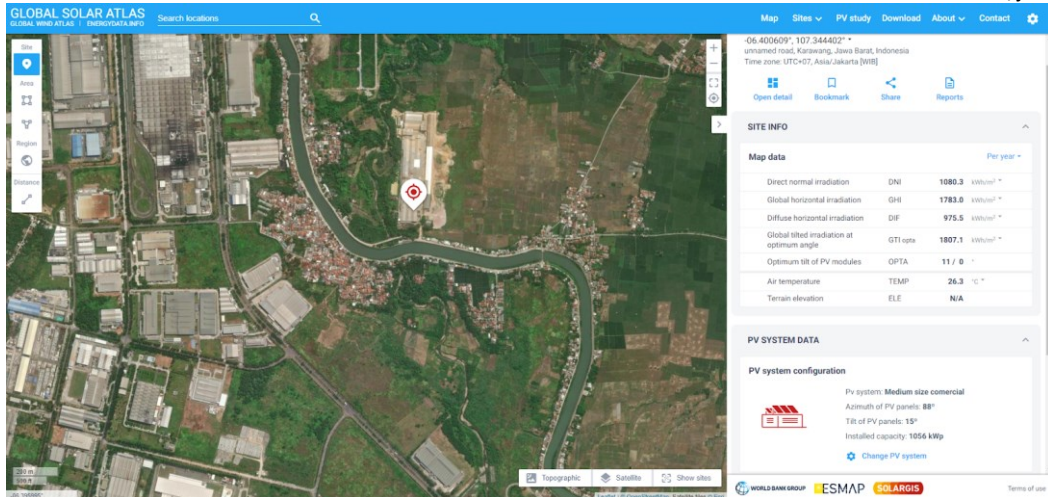 GLOBAL SOLAR ATLAS
GLOBAL WIND ATLAS | ENERGYDATA.INFO
Search locations
Map Sites PV study Download About Contact
Site
Area
Region
Distance
-06.400609°, 107.344402°
unnamed road, Karawang, Jawa Barat, Indonesia
Time zone: UTC+07, Asia/Jakarta [WIB]
Open detail Bookmark Share Reports
SITE INFO
Map data Per year
Direct normal irradiation DNI 1080.3 kWh/m²
Global horizontal irradiation GHI 1783.0 kWh/m²
Diffuse horizontal irradiation DIF 975.5 kWh/m²
Global tilted irradiation at
optimum angle GTI opta 1807.1 kWh/m²
Optimum tilt of PV modules OPTA 11 / 0 °
Air temperature TEMP 26.3 °C
Terrain elevation ELE N/A
PV SYSTEM DATA
PV system configuration
Pv system: Medium size comercial
Azimuth of PV panels: 88°
Tilt of PV panels: 15°
Installed capacity: 1056 kWp
Change PV system
200 m
Topographic Satellite Show sites
WORLD BANK GROUP ESMAP SOLARGIS Terms of use